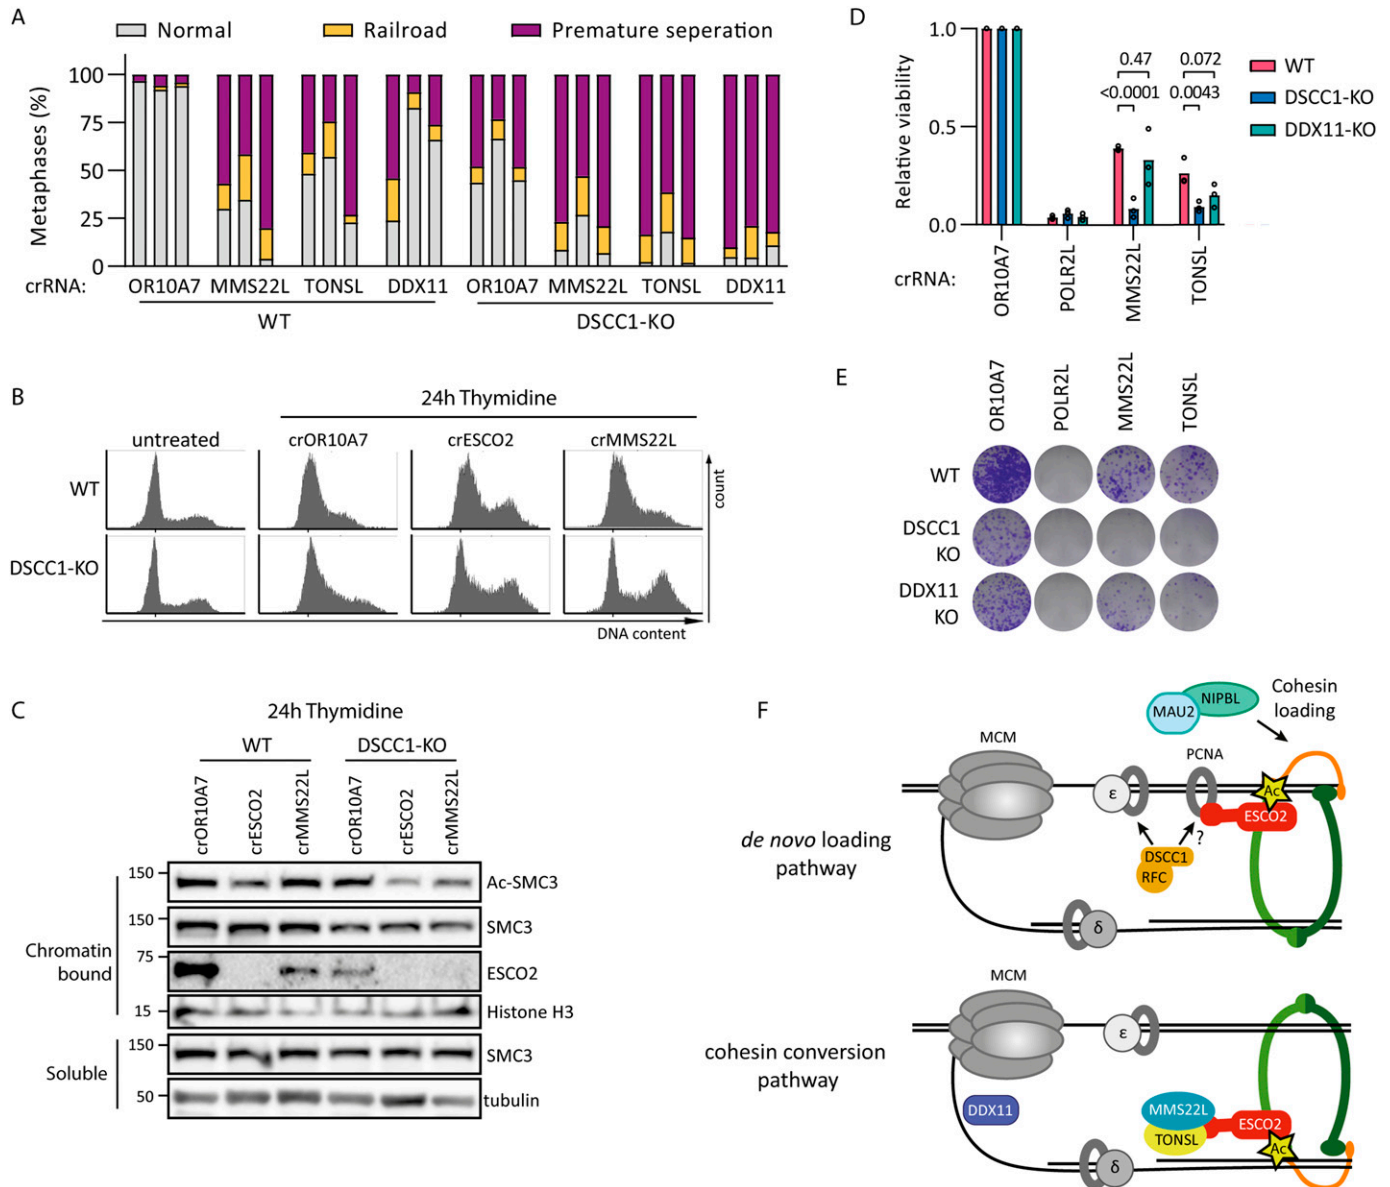 A
Normal
Railroad
Premature seperation
Metaphases (%)
100
75
50
25
0
crRNA:
OR10A7 MMS22L TONSL DDX11 OR10A7 MMS22L TONSL DDX11
WT
DSCC1-KO
D
Relative viability
1.0
0.5
0.0
0.47
<0.0001
0.072
0.0043
WT
DSCC1-KO
DDX11-KO
crRNA:
OR10A7
POLR2L
MMS22L
TONSL
B
24h Thymidine
untreated
crOR10A7
crESCO2
crMMS22L
WT
DSCC1-KO
count
DNA content
E
OR10A7
POLR2L
MMS22L
TONSL
WT
DSCC1
KO
DDX11
KO
C
24h Thymidine
WT
DSCC1-KO
crOR10A7
crESCO2
crMMS22L
crOR10A7
crESCO2
crMMS22L
Chromatin
bound
150
Ac-SMC3
150
SMC3
75
ESCO2
15
Histone H3
Soluble
150
SMC3
50
tubulin
F
MAU2
NIPBL
Cohesin
loading
MCM
PCNA
ε
Ac
ESCO2
?
DSCC1
RFC
δ
de novo loading
pathway
MCM
ε
cohesin conversion
pathway
DDX11
MMS22L
TONSL
ESCO2
Ac
δ